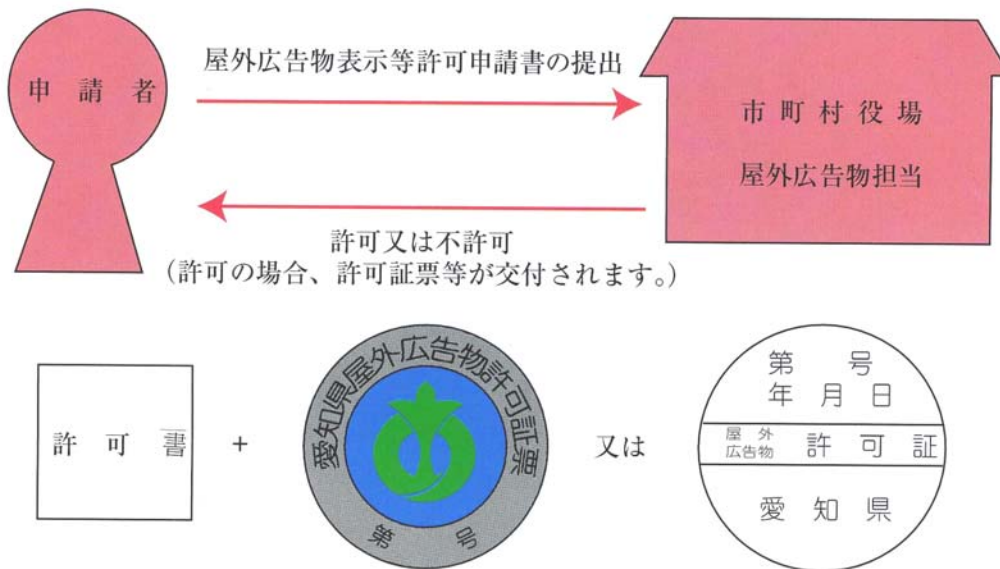 申請者
屋外広告物表示等許可申請書の提出
市町村役場
屋外広告物担当
許可又は不許可
（許可の場合、許可証票等が交付されます。）
許可書
+
愛知県屋外広告物許可証票
第 号
又は
第 号
年 月 日
屋外
広告物
許可証
愛知県